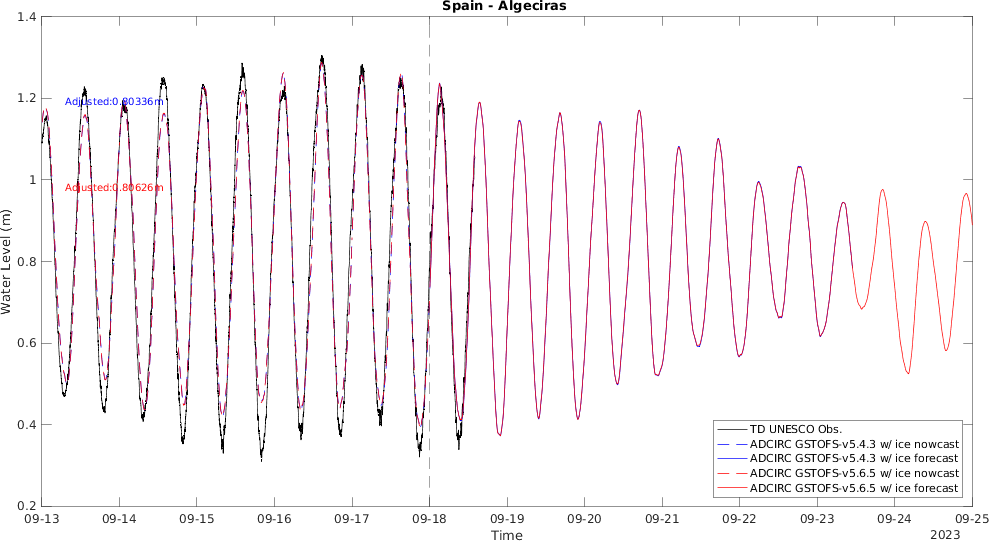 Spain - Algeciras
1.4
1.2
1
0.8
0.6
0.4
0.2
Water Level (m)
Adjusted:0.80336m
Adjusted:0.80626m
TD UNESCO Obs.
ADCIRC GSTOFS-v5.4.3 w/ ice nowcast
ADCIRC GSTOFS-v5.4.3 w/ ice forecast
ADCIRC GSTOFS-v5.6.5 w/ ice nowcast
ADCIRC GSTOFS-v5.6.5 w/ ice forecast
09-13 09-14 09-15 09-16 09-17 09-18 09-19 09-20 09-21 09-22 09-23 09-24 09-25
Time
2023